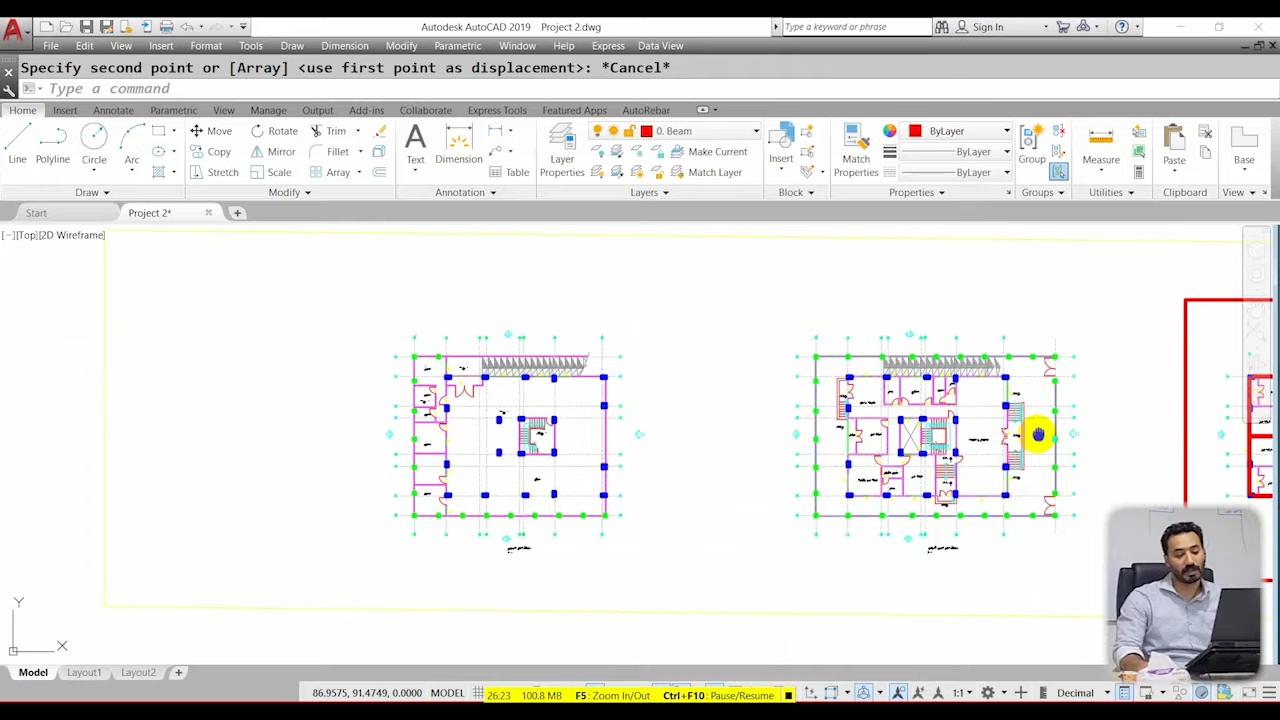 Autodesk AutoCAD 2019 Project 2.dwg
Type a keyword or phrase
Sign In
File Edit View Insert Format Tools Draw Dimension Modify Parametric Window Help Express Data View
Specify second point or [Array] <use first point as displacement>: *Cancel*
Type a command
Home Insert Annotate Parametric View Manage Output Add-ins Collaborate Express Tools Featured Apps AutoRebar
Line Polyline Circle Arc
Move Rotate Trim
Copy Mirror Fillet
Stretch Scale Array
Text Dimension
Table
Layer Properties
0. Beam
Make Current
Match Layer
Insert
Match Properties
ByLayer
ByLayer
ByLayer
Group
Measure
Paste
Base
Draw Modify Annotation Layers Block Properties Groups Utilities Clipboard View
Start Project 2*
[−][Top][2D Wireframe]
Y
X
Model Layout1 Layout2
86.9575, 91.4749, 0.0000 MODEL
26:23 100.8 MB F5: Zoom In/Out Ctrl+F10: Pause/Resume
1:1
Decimal